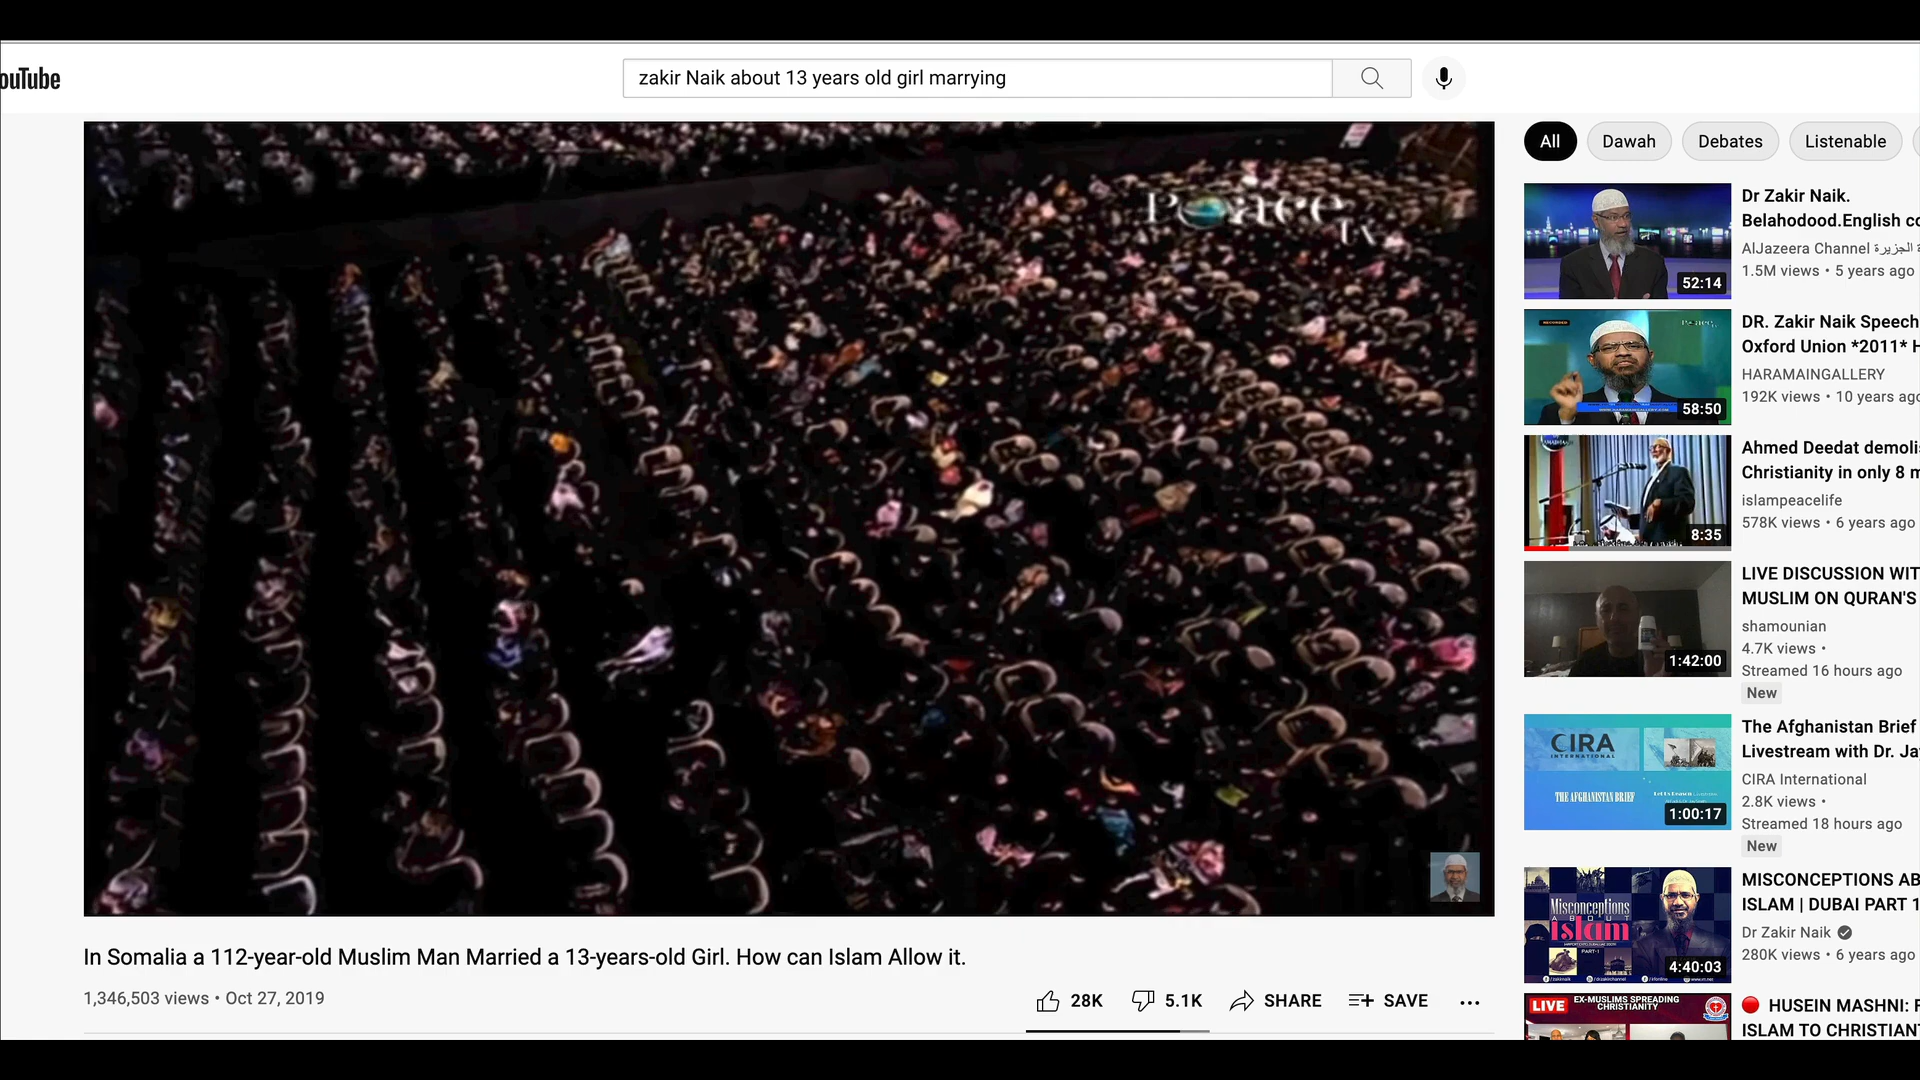 ouTube
zakir Naik about 13 years old girl marrying
Peace
TV
In Somalia a 112-year-old Muslim Man Married a 13-years-old Girl. How can Islam Allow it.
1,346,503 views • Oct 27, 2019
28K
5.1K
SHARE
SAVE
All
Dawah
Debates
Listenable
52:14
Dr Zakir Naik.
Belahodood.English co
AlJazeera Channel الجزيرة
1.5M views • 5 years ago
58:50
DR. Zakir Naik Speech
Oxford Union *2011* H
HARAMAINGALLERY
192K views • 10 years ago
8:35
Ahmed Deedat demolis
Christianity in only 8 m
islampeacelife
578K views • 6 years ago
1:42:00
LIVE DISCUSSION WIT
MUSLIM ON QURAN'S
shamounian
4.7K views •
Streamed 16 hours ago
New
CIRA
INTERNATIONAL
THE AFGHANISTAN BRIEF
1:00:17
The Afghanistan Brief
Livestream with Dr. Ja
CIRA International
2.8K views •
Streamed 18 hours ago
New
Misconceptions
ABOUT
Islam
PART-1
4:40:03
MISCONCEPTIONS AB
ISLAM | DUBAI PART 1
Dr Zakir Naik
280K views • 6 years ago
LIVE
EX-MUSLIMS SPREADING
CHRISTIANITY
HUSEIN MASHNI: F
ISLAM TO CHRISTIAN